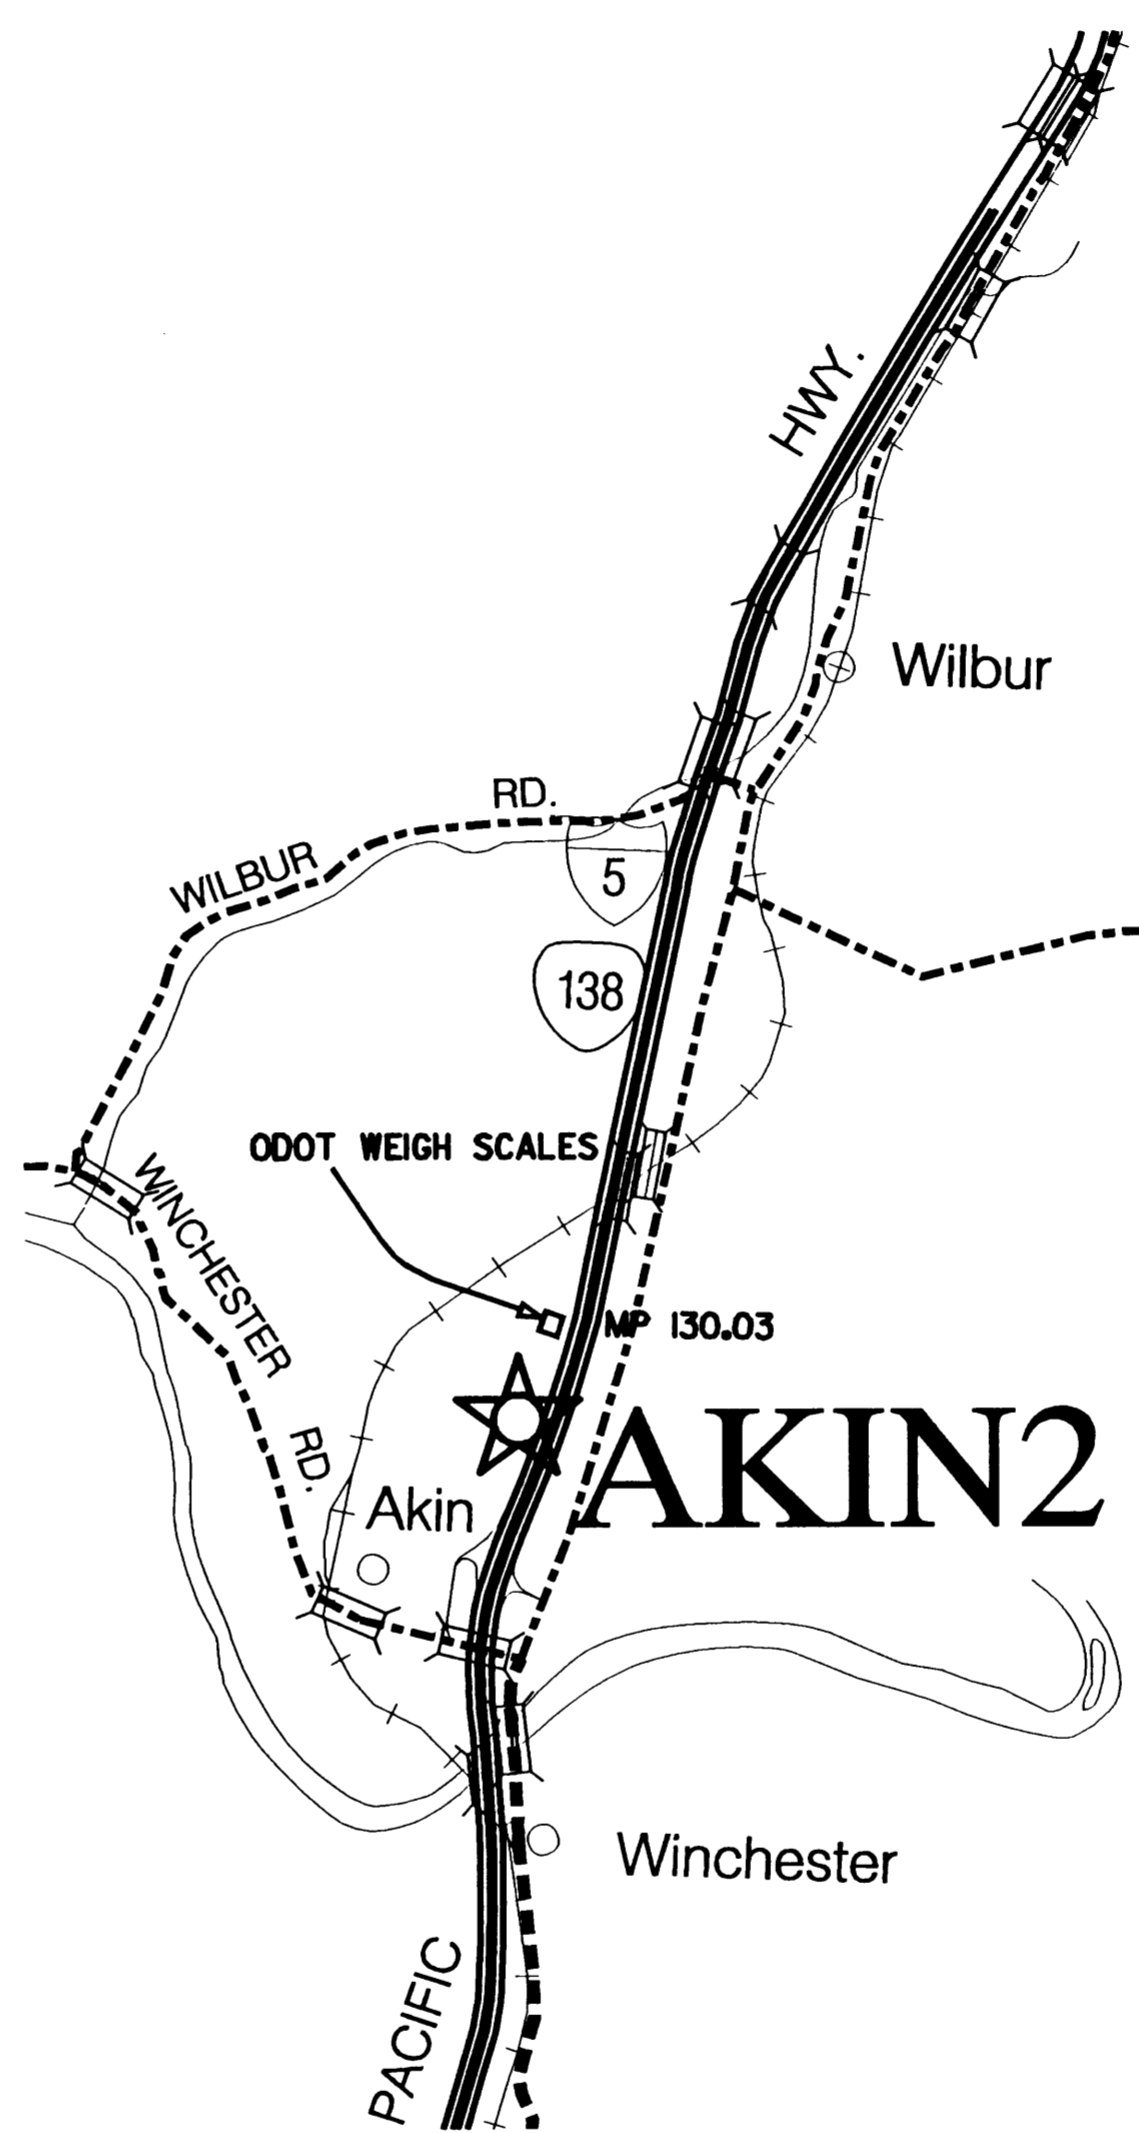 HWY.
Wilbur
RD.
WILBUR
5
138
ODOT WEIGH SCALES
WINCHESTER
RD.
MP 130.03
AKIN2
Akin
Winchester
PACIFIC